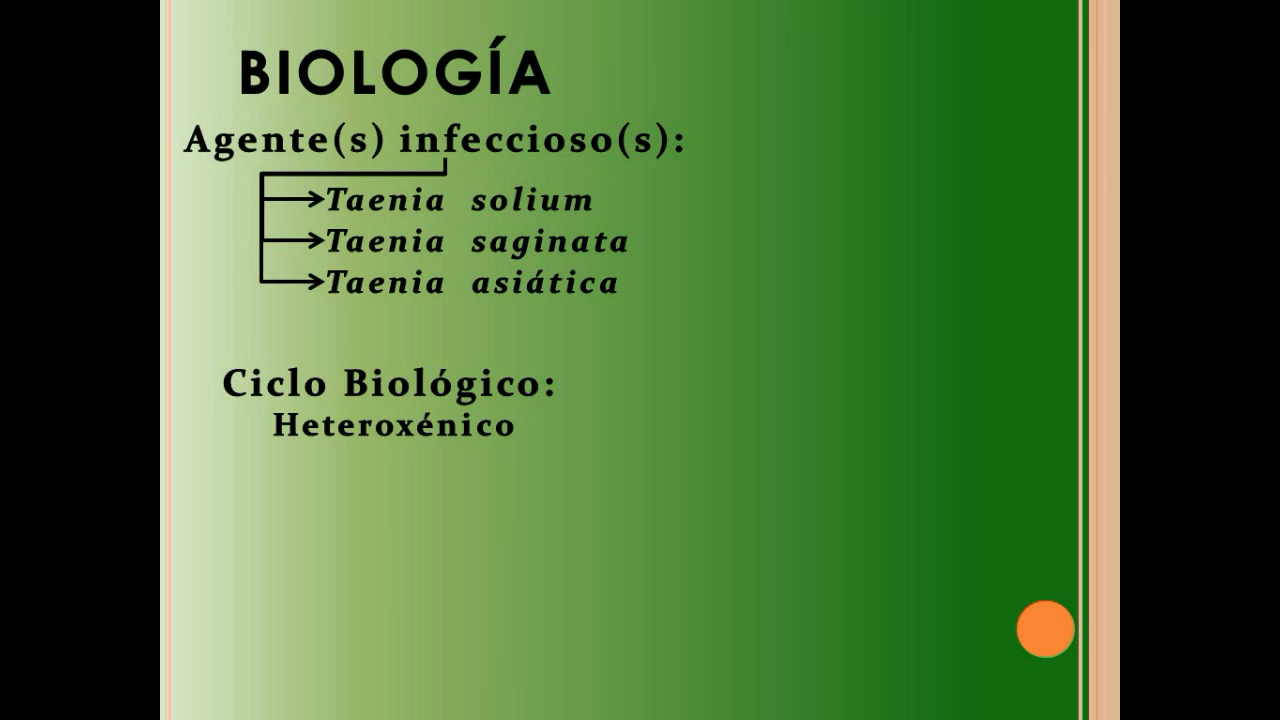 BIOLOGÍA
Agente(s) infeccioso(s):
Taenia solium
Taenia saginata
Taenia asiática
Ciclo Biológico:
Heteroxénico